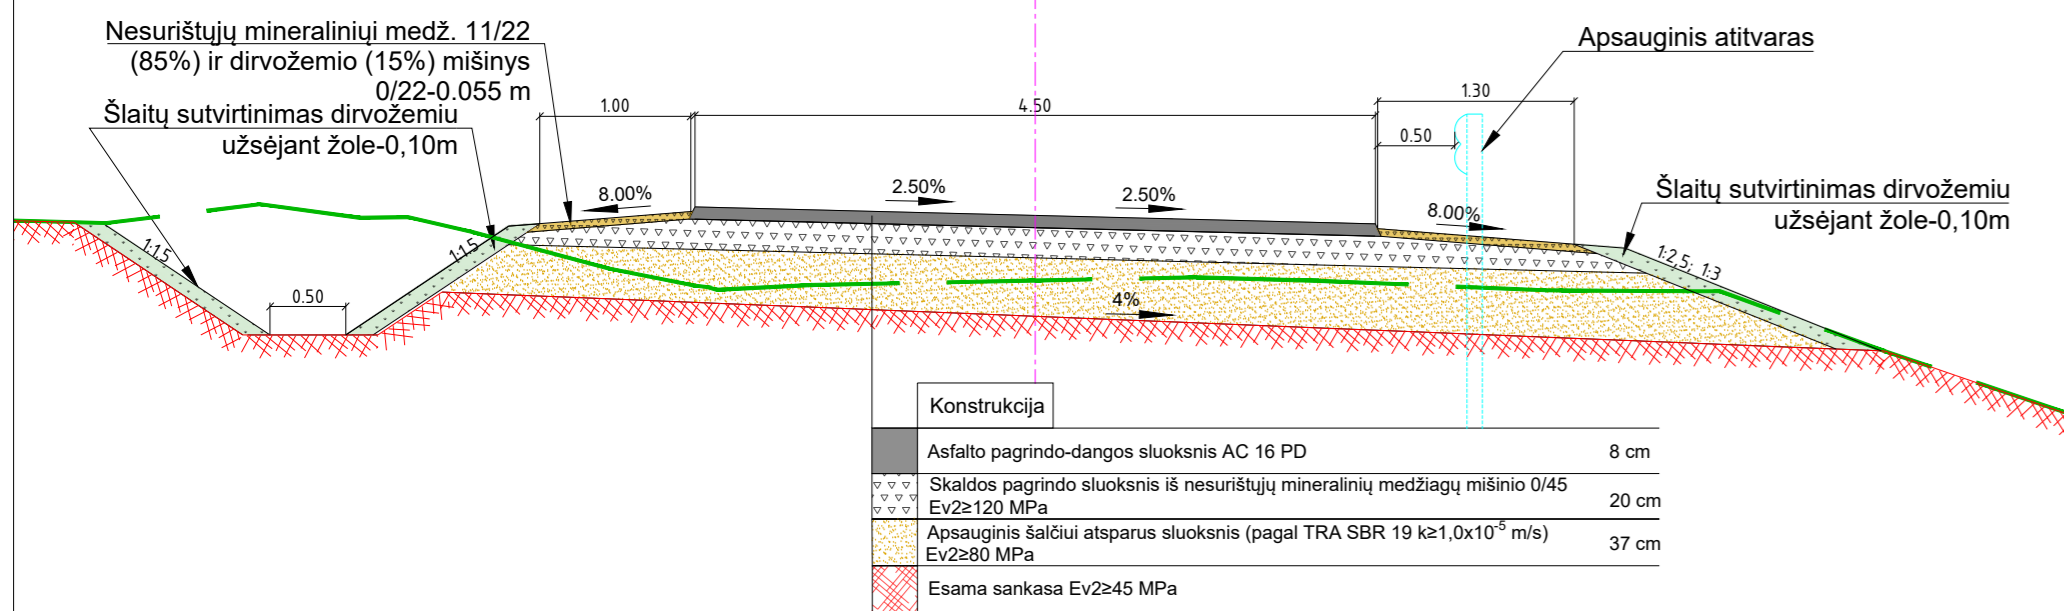 Nesurištųjų mineraliniųi medž. 11/22
(85%) ir dirvožemio (15%) mišinys
0/22-0.055 m
Šlaitų sutvirtinimas dirvožemiu
užsėjant žole-0,10m
Apsauginis atitvaras
1.00
4.50
1.30
0.50
Šlaitų sutvirtinimas dirvožemiu
užsėjant žole-0,10m
8.00%
2.50%
2.50%
8.00%
1:1.5
1:1.5
1:2,5; 1:3
0.50
4%
Konstrukcija
Asfalto pagrindo-dangos sluoksnis AC 16 PD 8 cm
Skaldos pagrindo sluoksnis iš nesurištųjų mineralinių medžiagų mišinio 0/45
Ev2≥120 MPa 20 cm
Apsauginis šalčiui atsparus sluoksnis (pagal TRA SBR 19 k≥1,0x10⁻⁵ m/s)
Ev2≥80 MPa 37 cm
Esama sankasa Ev2≥45 MPa